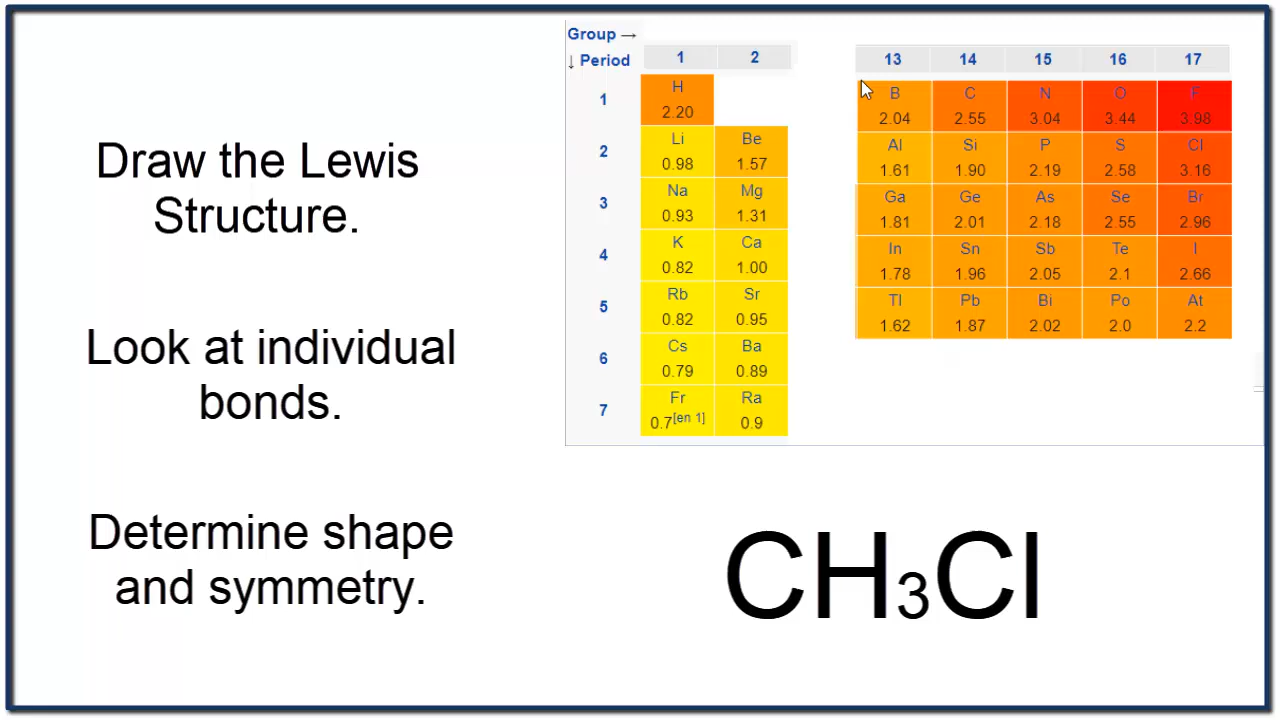 Draw the Lewis
Structure.
Look at individual
bonds.
Determine shape
and symmetry.
Group →
↓ Period 1 2 13 14 15 16 17
1 H B C N O F
2.20 2.04 2.55 3.04 3.44 3.98
2 Li Be Al Si P S Cl
0.98 1.57 1.61 1.90 2.19 2.58 3.16
3 Na Mg Ga Ge As Se Br
0.93 1.31 1.81 2.01 2.18 2.55 2.96
4 K Ca In Sn Sb Te I
0.82 1.00 1.78 1.96 2.05 2.1 2.66
5 Rb Sr Tl Pb Bi Po At
0.82 0.95 1.62 1.87 2.02 2.0 2.2
6 Cs Ba
0.79 0.89
7 Fr Ra
0.7[en 1] 0.9
CH₃Cl